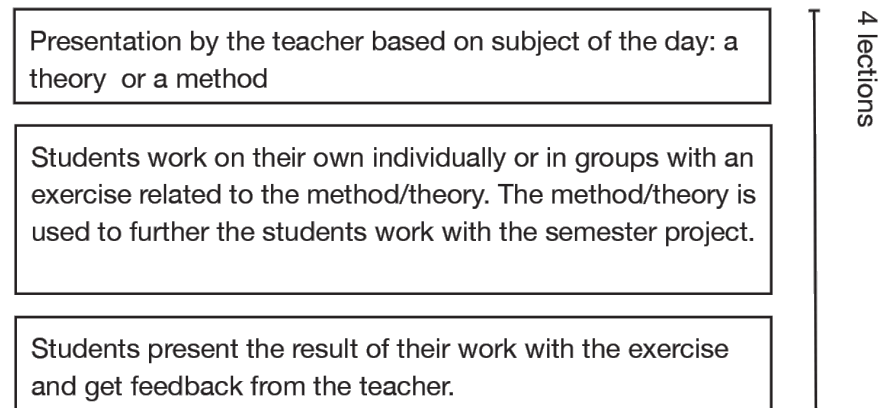 Presentation by the teacher based on subject of the day: a
theory  or a method
Students work on their own individually or in groups with an
exercise related to the method/theory. The method/theory is
used to further the students work with the semester project.
Students present the result of their work with the exercise
and get feedback from the teacher.
4 lections